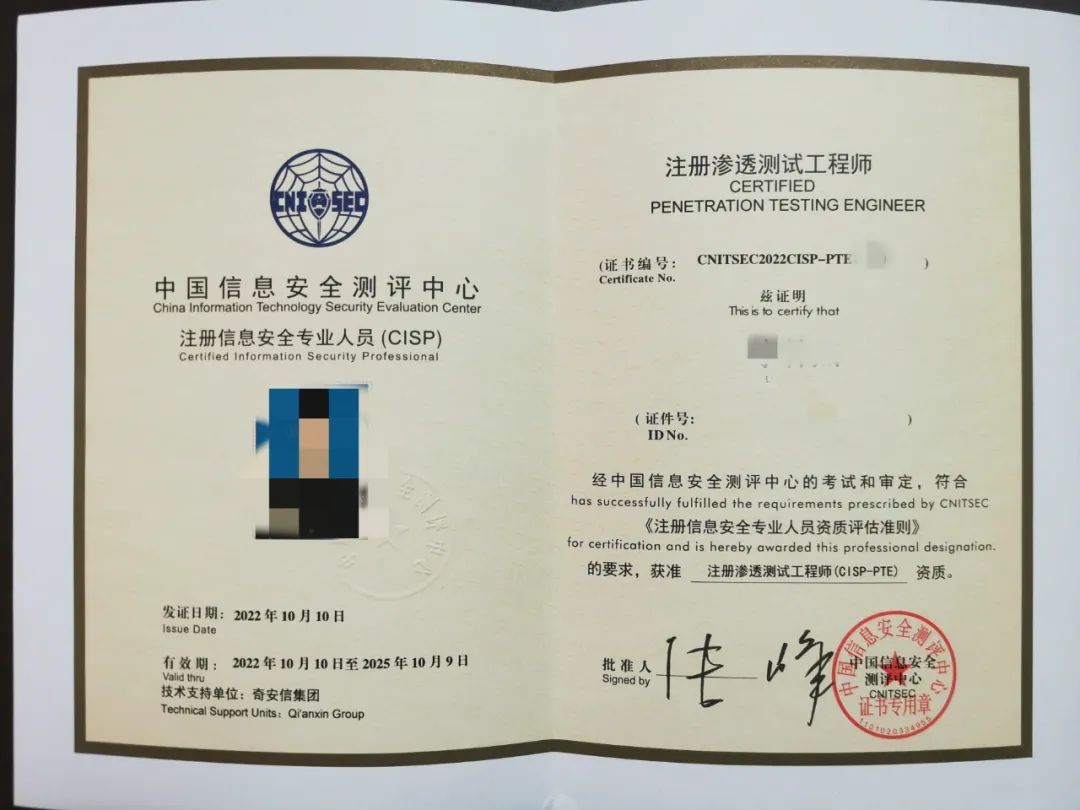 CNITSEC
中国信息安全测评中心
China Information Technology Security Evaluation Center
注册信息安全专业人员 (CISP)
Certified Information Security Professional
发证日期：2022 年 10 月 10 日
Issue Date
有效期：2022 年 10 月 10 日至 2025 年 10 月 9 日
Valid thru
技术支持单位：奇安信集团
Technical Support Units：Qi'anxin Group
注册渗透测试工程师
CERTIFIED
PENETRATION TESTING ENGINEER
(证书编号： CNITSEC2022CISP-PTE )
Certificate No.
兹证明
This is to certify that
( 证件号： )
ID No.
经中国信息安全测评中心的考试和审定，符合
has successfully fulfilled the requirements prescribed by CNITSEC
《注册信息安全专业人员资质评估准则》
for certification and is hereby awarded this professional designation.
的要求，获准 注册渗透测试工程师(CISP-PTE) 资质。
批准人
Signed by
中国信息安全测评中心
中国信息安全
测评中心
CNITSEC
证书专用章